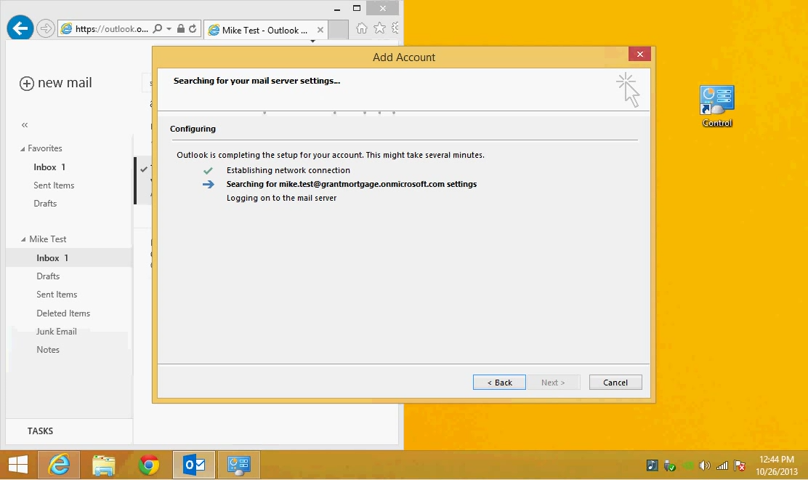 https://outlook.o...
Mike Test - Outlook ...
Add Account
Searching for your mail server settings...
new mail
Configuring
Outlook is completing the setup for your account. This might take several minutes.
Establishing network connection
Searching for mike.test@grantmortgage.onmicrosoft.com settings
Logging on to the mail server
Favorites
Inbox 1
Sent Items
Drafts
Mike Test
Inbox 1
Drafts
Sent Items
Deleted Items
Junk Email
Notes
TASKS
< Back
Next >
Cancel
Control
12:44 PM
10/26/2013